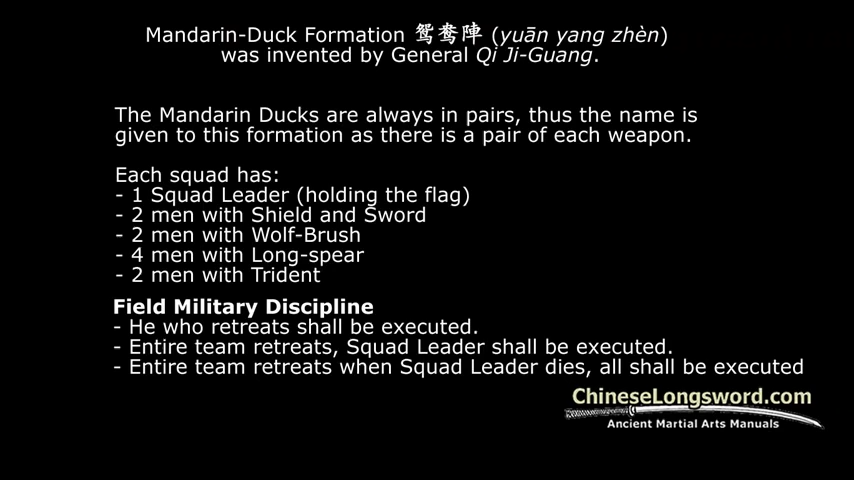 Mandarin-Duck Formation 鴛鴦陣 (yuān yang zhèn)
was invented by General Qi Ji-Guang.
The Mandarin Ducks are always in pairs, thus the name is
given to this formation as there is a pair of each weapon.
Each squad has:
- 1 Squad Leader (holding the flag)
- 2 men with Shield and Sword
- 2 men with Wolf-Brush
- 4 men with Long-spear
- 2 men with Trident
Field Military Discipline
- He who retreats shall be executed.
- Entire team retreats, Squad Leader shall be executed.
- Entire team retreats when Squad Leader dies, all shall be executed
ChineseLongsword.com
Ancient Martial Arts Manuals